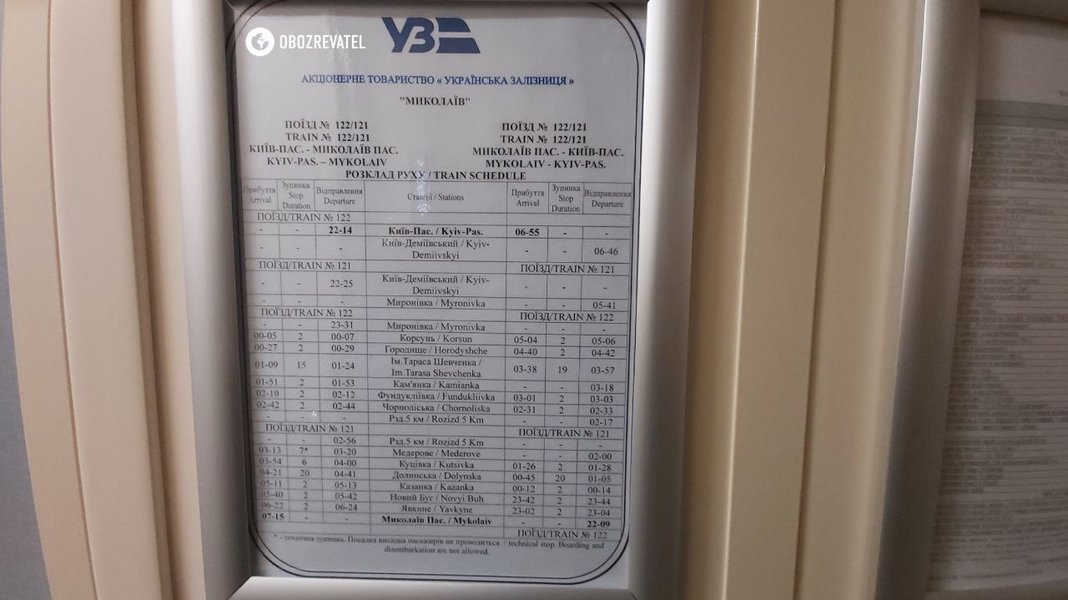 OBOZREVATEL
УЗ
АКЦІОНЕРНЕ ТОВАРИСТВО « УКРАЇНСЬКА ЗАЛІЗНИЦЯ »
"МИКОЛАЇВ"
ПОЇЗД № 122/121 ПОЇЗД № 122/121
TRAIN № 122/121 TRAIN № 122/121
КИЇВ-ПАС. - МИКОЛАЇВ ПАС. МИКОЛАЇВ ПАС. - КИЇВ-ПАС.
KYIV-PAS. – MYKOLAIV MYKOLAIV - KYIV-PAS.
РОЗКЛАД РУХУ / TRAIN SCHEDULE
Прибуття Arrival Зупинка Stop Duration Відправлення Departure Станції / Stations Прибуття Arrival Зупинка Stop Duration Відправлення Departure
ПОЇЗД/TRAIN № 122
- - 22-14 Київ-Пас. / Kyiv-Pas. 06-55 - -
- - - Київ-Деміївський / Kyiv-Demiivskyi 06-46
ПОЇЗД/TRAIN № 121 ПОЇЗД/TRAIN № 121
- - 22-25 Київ-Деміївський / Kyiv-Demiivskyi - - -
Миронівка / Myronivka - - 05-41
ПОЇЗД/TRAIN № 122 ПОЇЗД/TRAIN № 122
- - 23-31 Миронівка / Myronivka - - -
00-05 2 00-07 Корсунь / Korsun 05-04 2 05-06
00-27 2 00-29 Городище / Horodyshche 04-40 2 04-42
01-09 15 01-24 Ім.Тараса Шевченка / Im.Tarasa Shevchenka 03-38 19 03-57
01-51 2 01-53 Кам'янка / Kamianka 03-18
02-10 2 02-12 Фундукліївка / Fundukliivka 03-01 2 03-03
02-42 2 02-44 Чорноліська / Chornoliska 02-31 2 02-33
- - - Рзд.5 км / Rozizd 5 Km 02-17
ПОЇЗД/TRAIN № 121 ПОЇЗД/TRAIN № 121
- - 02-56 Рзд.5 км / Rozizd 5 Km - - -
03-13 7* 03-20 Медерове / Mederove - - 02-00
03-54 6 04-00 Куцівка / Kutsivka 01-26 2 01-28
04-21 20 04-41 Долинська / Dolynska 00-45 20 01-05
05-11 2 05-13 Казанка / Kazanka 00-12 2 00-14
05-40 2 05-42 Новий Буг / Novyi Buh 23-42 2 23-44
06-22 2 06-24 Явкине / Yavkyne 23-02 2 23-04
07-15 - - Миколаїв Пас. / Mykolaiv - - 22-09
ПОЇЗД/TRAIN № 122
* - технічна зупинка. Посадка висадка пасажирів не проводиться / technical stop. Boarding and
disembarkation are not allowed.